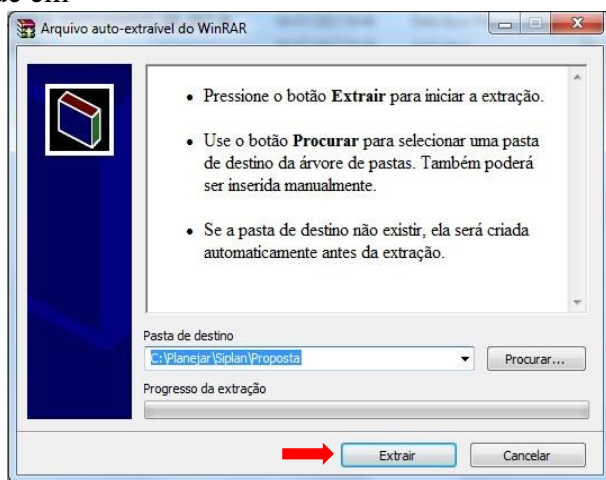 Arquivo auto-extraível do WinRAR
• Pressione o botão Extrair para iniciar a extração.
• Use o botão Procurar para selecionar uma pasta
de destino da árvore de pastas. Também poderá
ser inserida manualmente.
• Se a pasta de destino não existir, ela será criada
automaticamente antes da extração.
Pasta de destino
C:\Planejar\Siplan\Proposta
Procurar...
Progresso da extração
Extrair
Cancelar